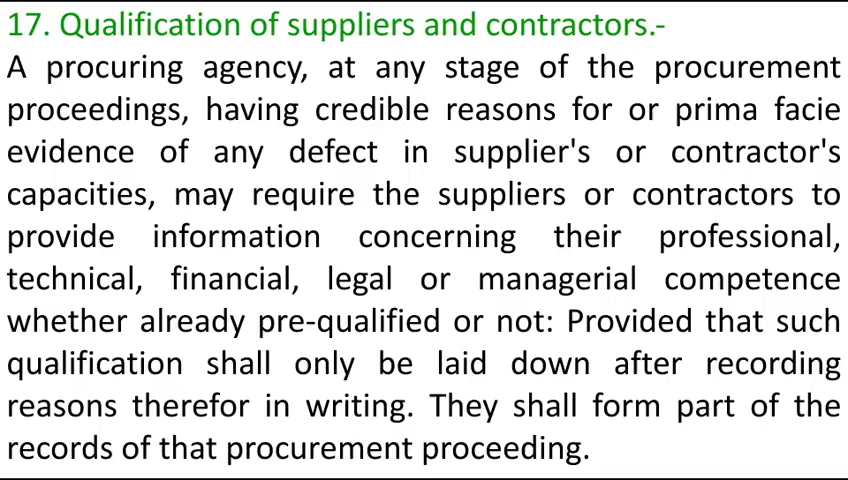 17. Qualification of suppliers and contractors.-
A procuring agency, at any stage of the procurement
proceedings, having credible reasons for or prima facie
evidence of any defect in supplier's or contractor's
capacities, may require the suppliers or contractors to
provide information concerning their professional,
technical, financial, legal or managerial competence
whether already pre-qualified or not: Provided that such
qualification shall only be laid down after recording
reasons therefor in writing. They shall form part of the
records of that procurement proceeding.